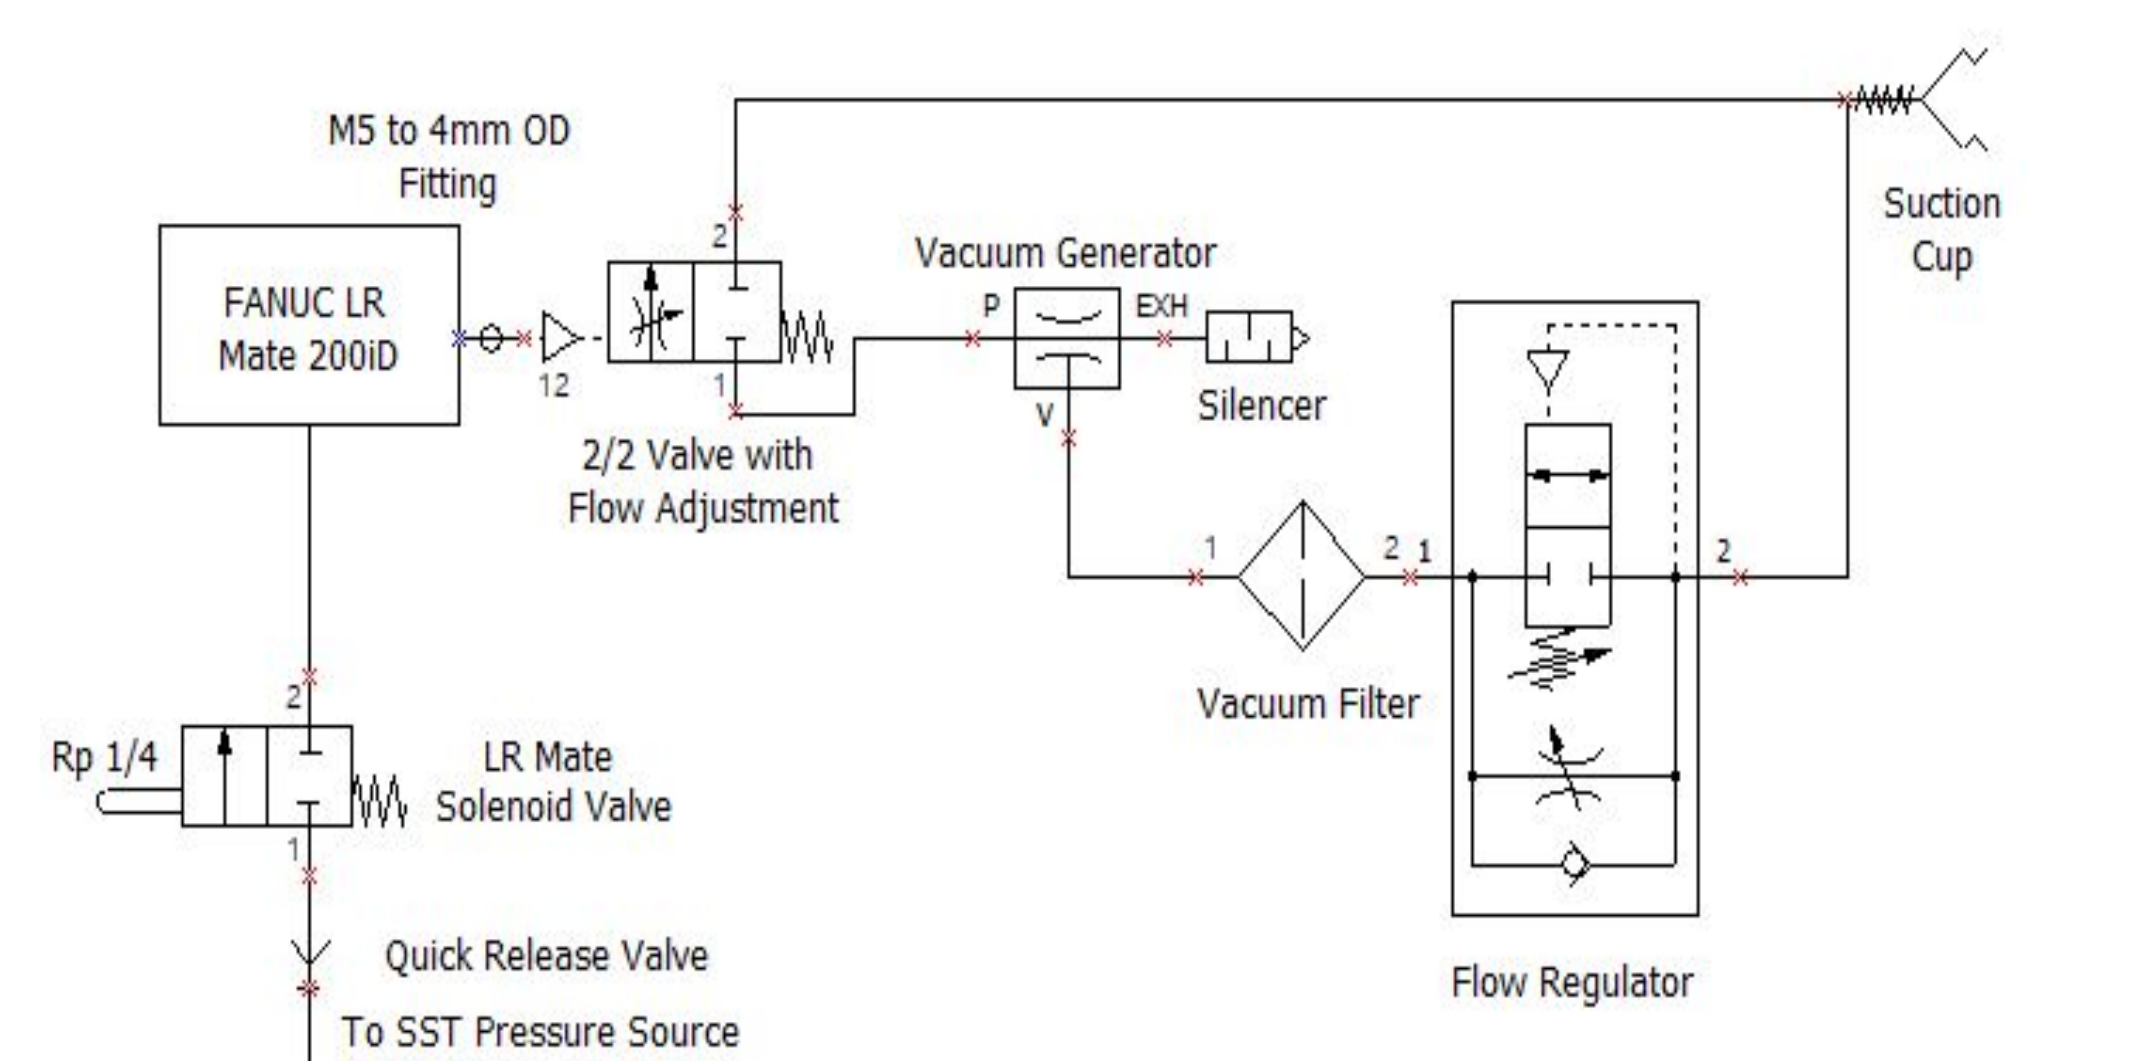 M5 to 4mm OD
Fitting
FANUC LR
Mate 200iD
12
2
1
2/2 Valve with
Flow Adjustment
Vacuum Generator
P
EXH
V
Silencer
Suction
Cup
1
2
1
2
Vacuum Filter
Flow Regulator
2
Rp 1/4
LR Mate
Solenoid Valve
1
Quick Release Valve
To SST Pressure Source